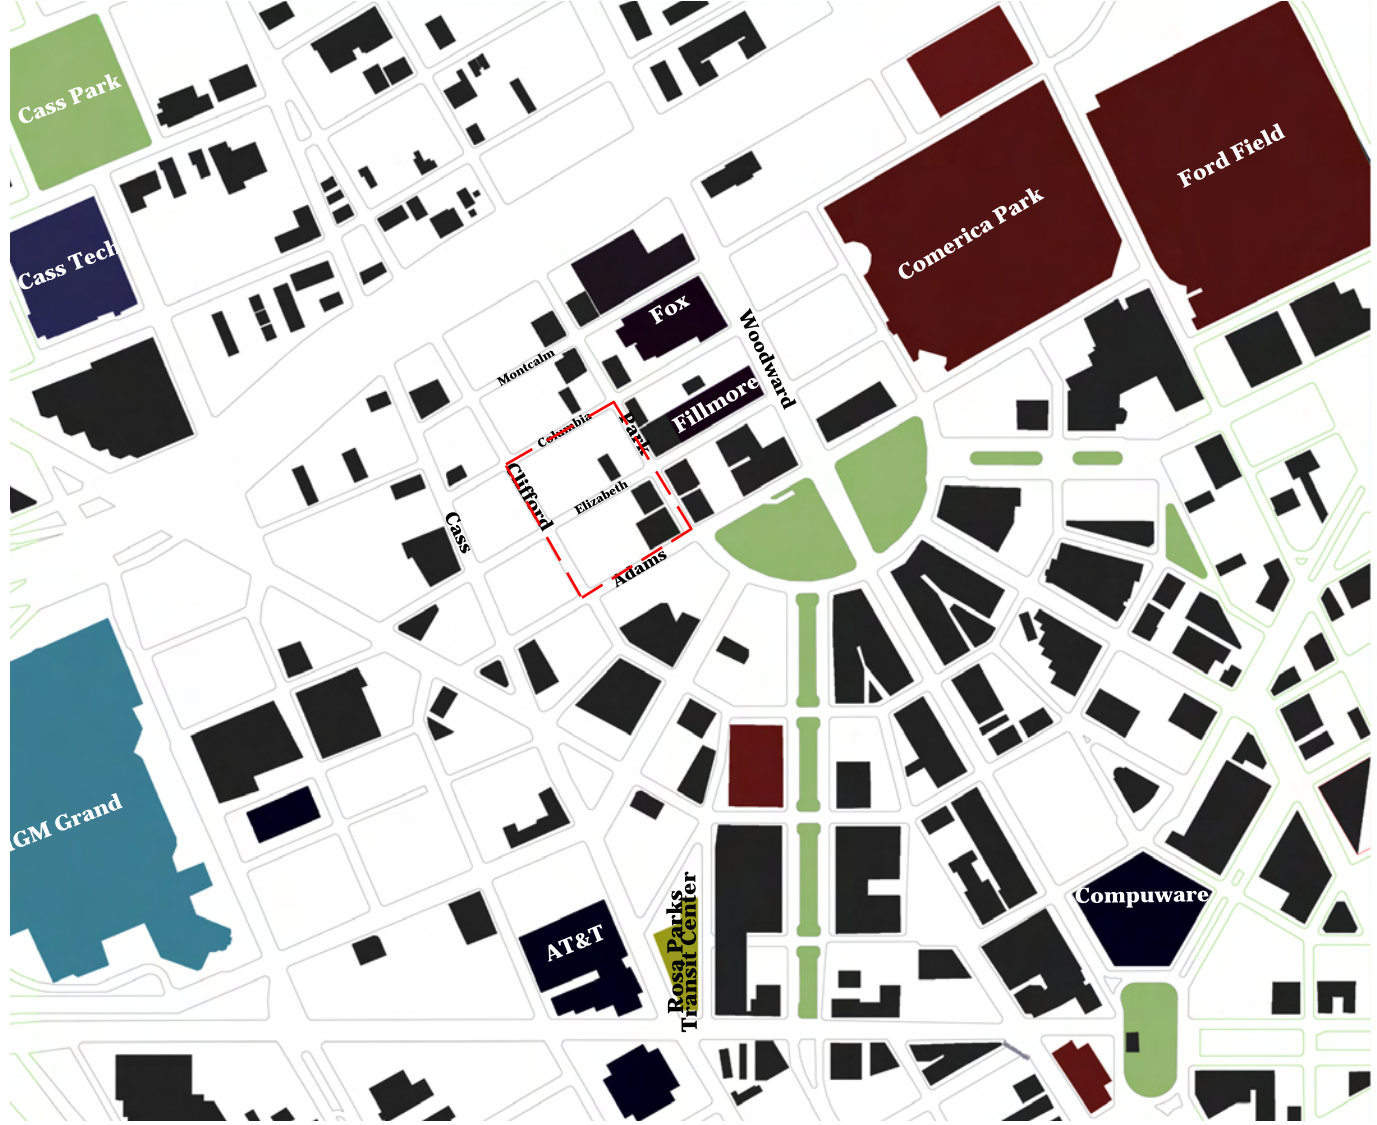 Cass Park
Ford Field
Comerica Park
Cass Tech
Fox
Woodward
Montcalm
Fillmore
Columbia
Park
Clifford
Elizabeth
Cass
Adams
GM Grand
Compuware
AT&T
Rosa Parks
Transit Center